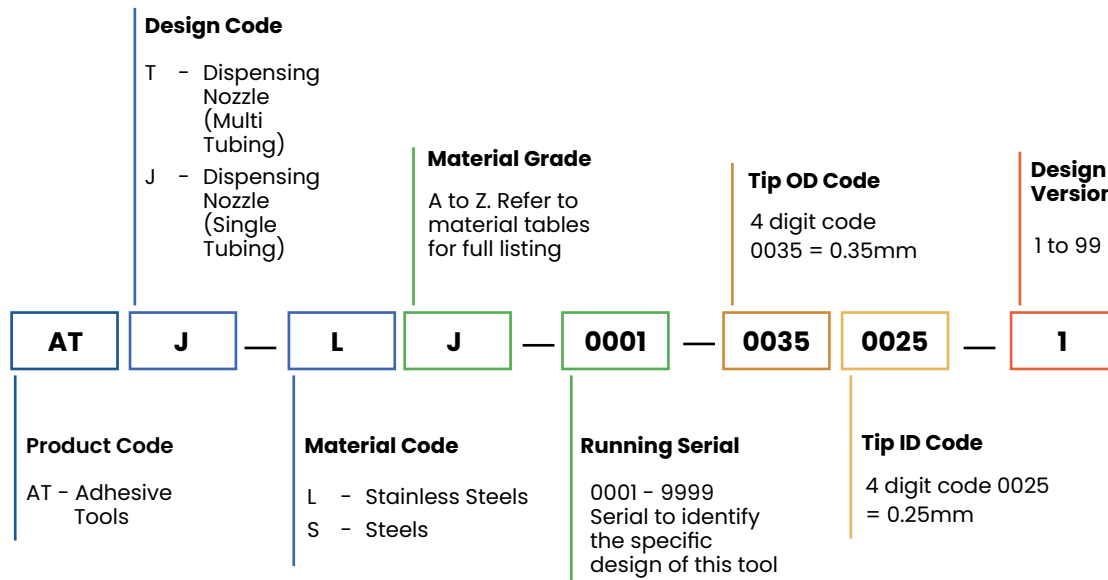 Design Code
T - Dispensing
Nozzle
(Multi
Tubing)
J - Dispensing
Nozzle
(Single
Tubing)
Material Grade
A to Z. Refer to
material tables
for full listing
Tip OD Code
4 digit code
0035 = 0.35mm
Design
Version
1 to 99
AT J — L J — 0001 — 0035 0025 — 1
Product Code
AT - Adhesive
Tools
Material Code
L - Stainless Steels
S - Steels
Running Serial
0001 - 9999
Serial to identify
the specific
design of this tool
Tip ID Code
4 digit code 0025
= 0.25mm